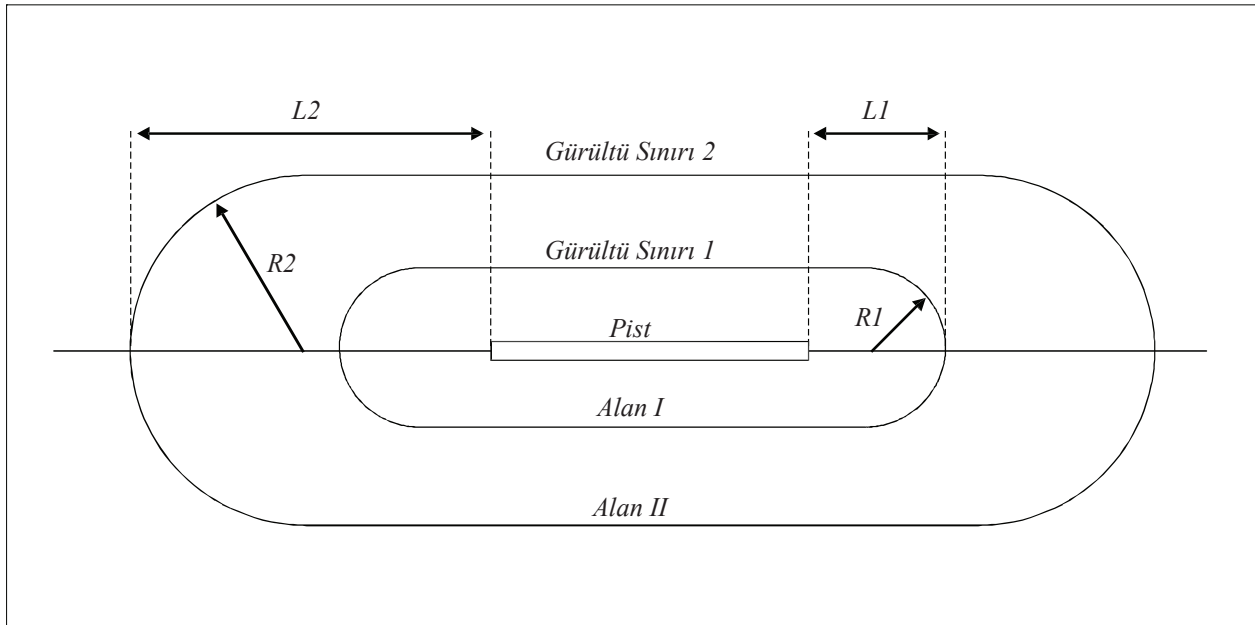 L2
L1
Gürültü Sınırı 2
Gürültü Sınırı 1
R2
R1
Pist
Alan I
Alan II